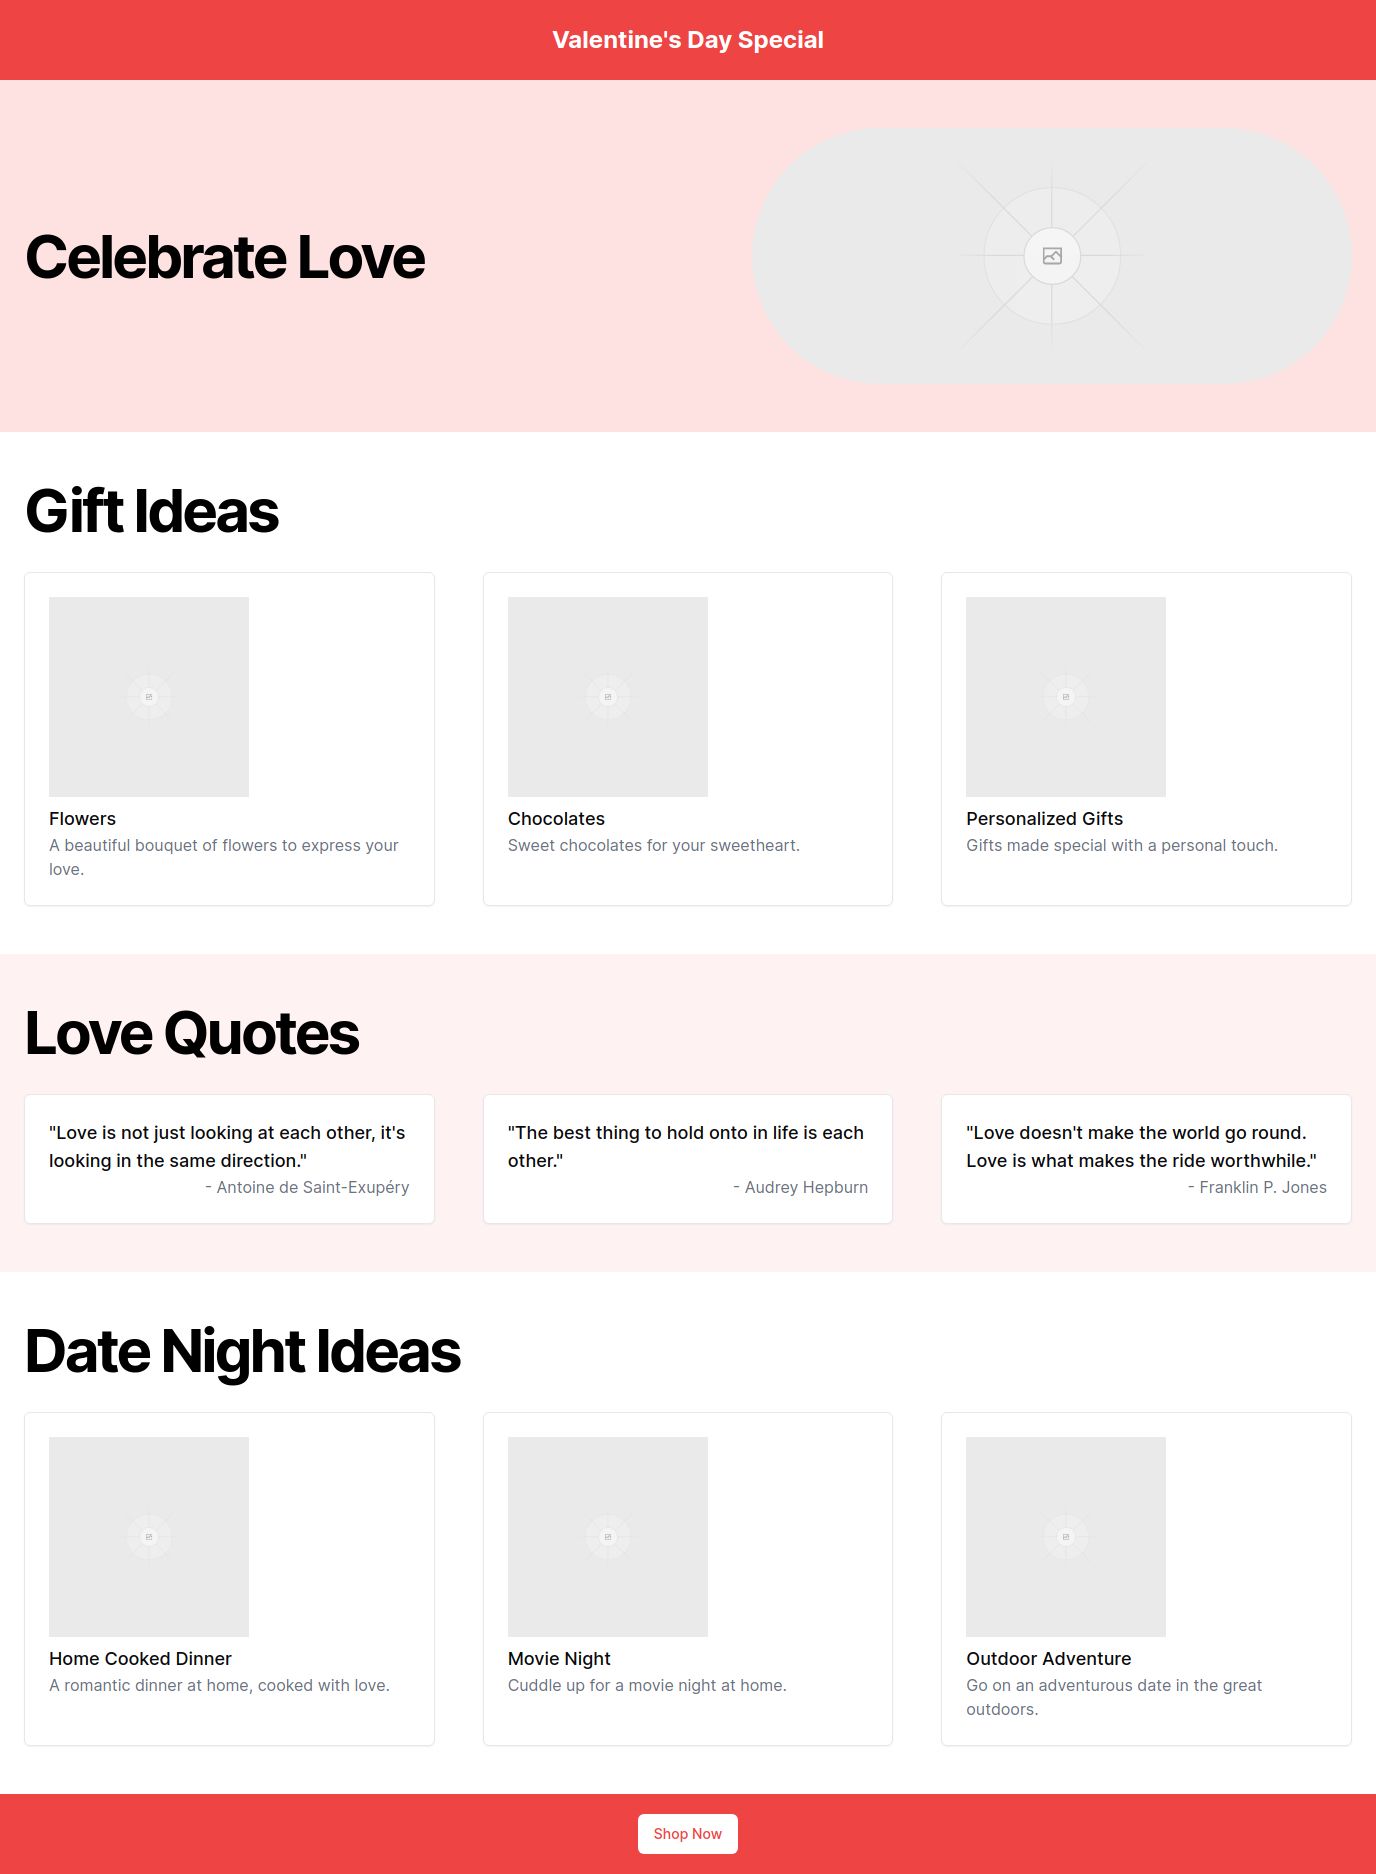 Valentine's Day Special
Celebrate Love
Gift Ideas
Flowers
A beautiful bouquet of flowers to express your
love.
Chocolates
Sweet chocolates for your sweetheart.
Personalized Gifts
Gifts made special with a personal touch.
Love Quotes
"Love is not just looking at each other, it's
looking in the same direction."
- Antoine de Saint-Exupéry
"The best thing to hold onto in life is each
other."
- Audrey Hepburn
"Love doesn't make the world go round.
Love is what makes the ride worthwhile."
- Franklin P. Jones
Date Night Ideas
Home Cooked Dinner
A romantic dinner at home, cooked with love.
Movie Night
Cuddle up for a movie night at home.
Outdoor Adventure
Go on an adventurous date in the great
outdoors.
Shop Now